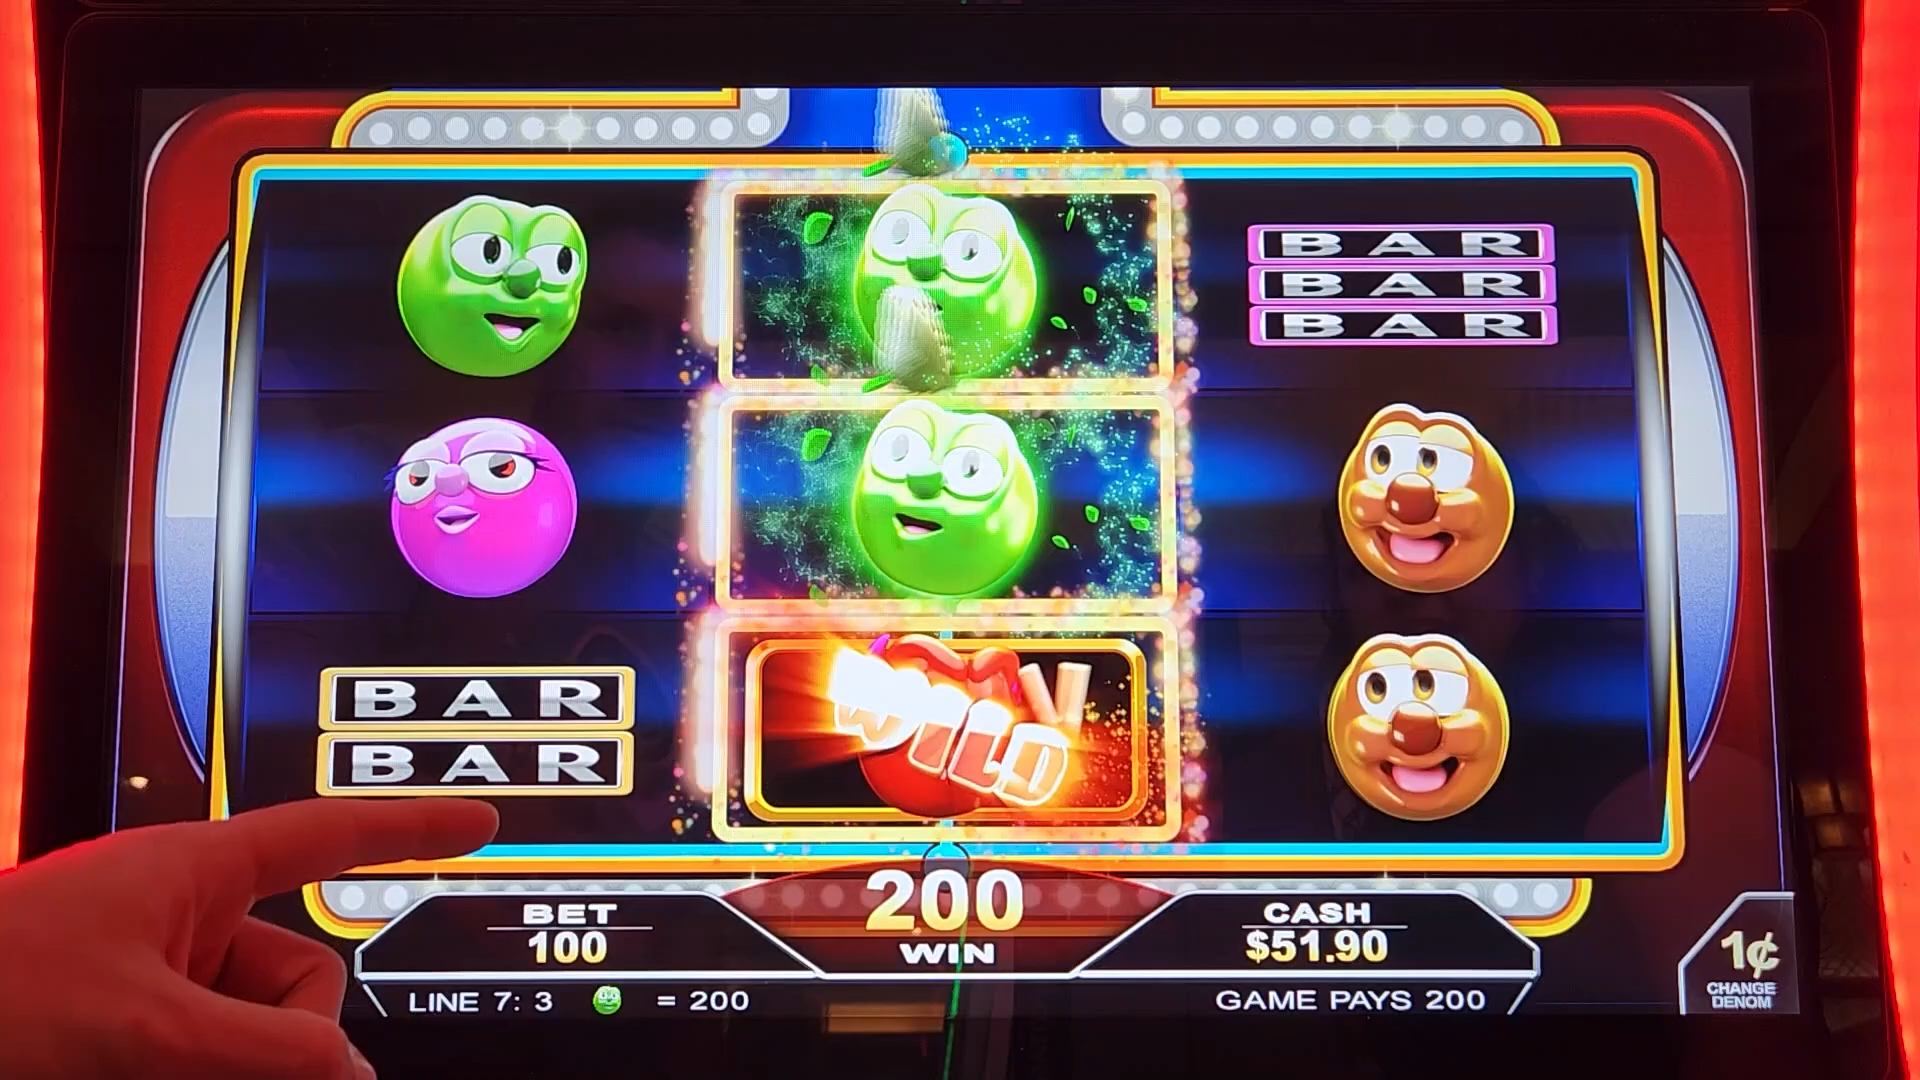 BAR
BAR
BAR
BAR
BAR
WILD
200
WIN
BET
100
CASH
$51.90
LINE 7: 3 = 200
GAME PAYS 200
1¢
CHANGE
DENOM